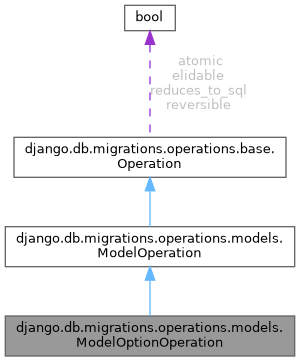 bool
atomic
elidable
reduces_to_sql
reversible
django.db.migrations.operations.base.
Operation
django.db.migrations.operations.models.
ModelOperation
django.db.migrations.operations.models.
ModelOptionOperation